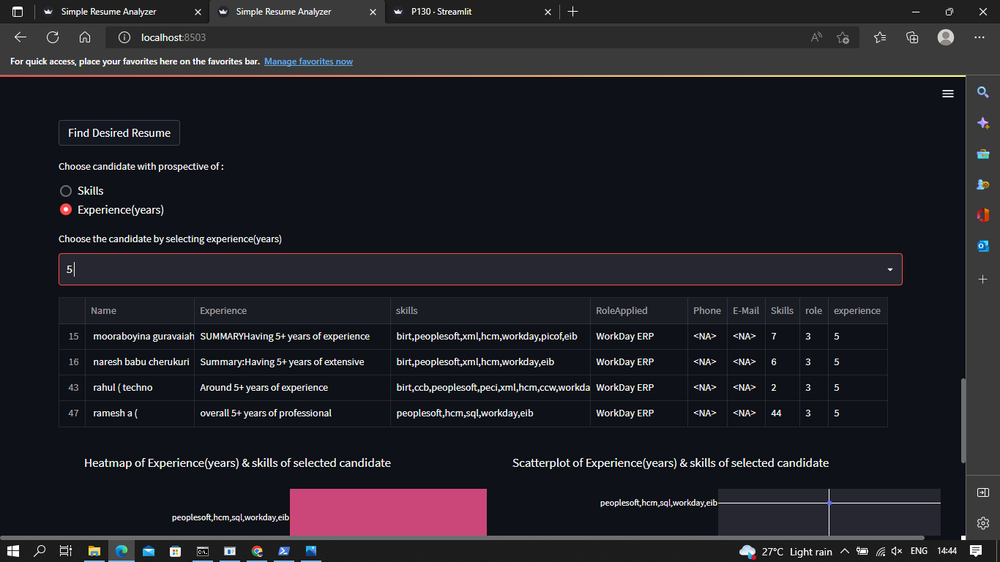 Simple Resume Analyzer
Simple Resume Analyzer
P130 · Streamlit
localhost:8503
For quick access, place your favorites here on the favorites bar. Manage favorites now
Find Desired Resume
Choose candidate with prospective of :
Skills
Experience(years)
Choose the candidate by selecting experience(years)
5
Name Experience skills RoleApplied Phone E-Mail Skills role experience
15 mooraboyina guravaiah SUMMARYHaving 5+ years of experience birt,peoplesoft,xml,hcm,workday,picof,eib WorkDay ERP <NA> <NA> 7 3 5
16 naresh babu cherukuri Summary:Having 5+ years of extensive birt,peoplesoft,xml,hcm,workday,eib WorkDay ERP <NA> <NA> 6 3 5
43 rahul ( techno Around 5+ years of experience birt,ccb,peoplesoft,peci,xml,hcm,ccw,workda WorkDay ERP <NA> <NA> 2 3 5
47 ramesh a ( overall 5+ years of professional peoplesoft,hcm,sql,workday,eib WorkDay ERP <NA> <NA> 44 3 5
Heatmap of Experience(years) & skills of selected candidate
Scatterplot of Experience(years) & skills of selected candidate
peoplesoft,hcm,sql,workday,eib
peoplesoft,hcm,sql,workday,eib
27°C Light rain ENG 14:44